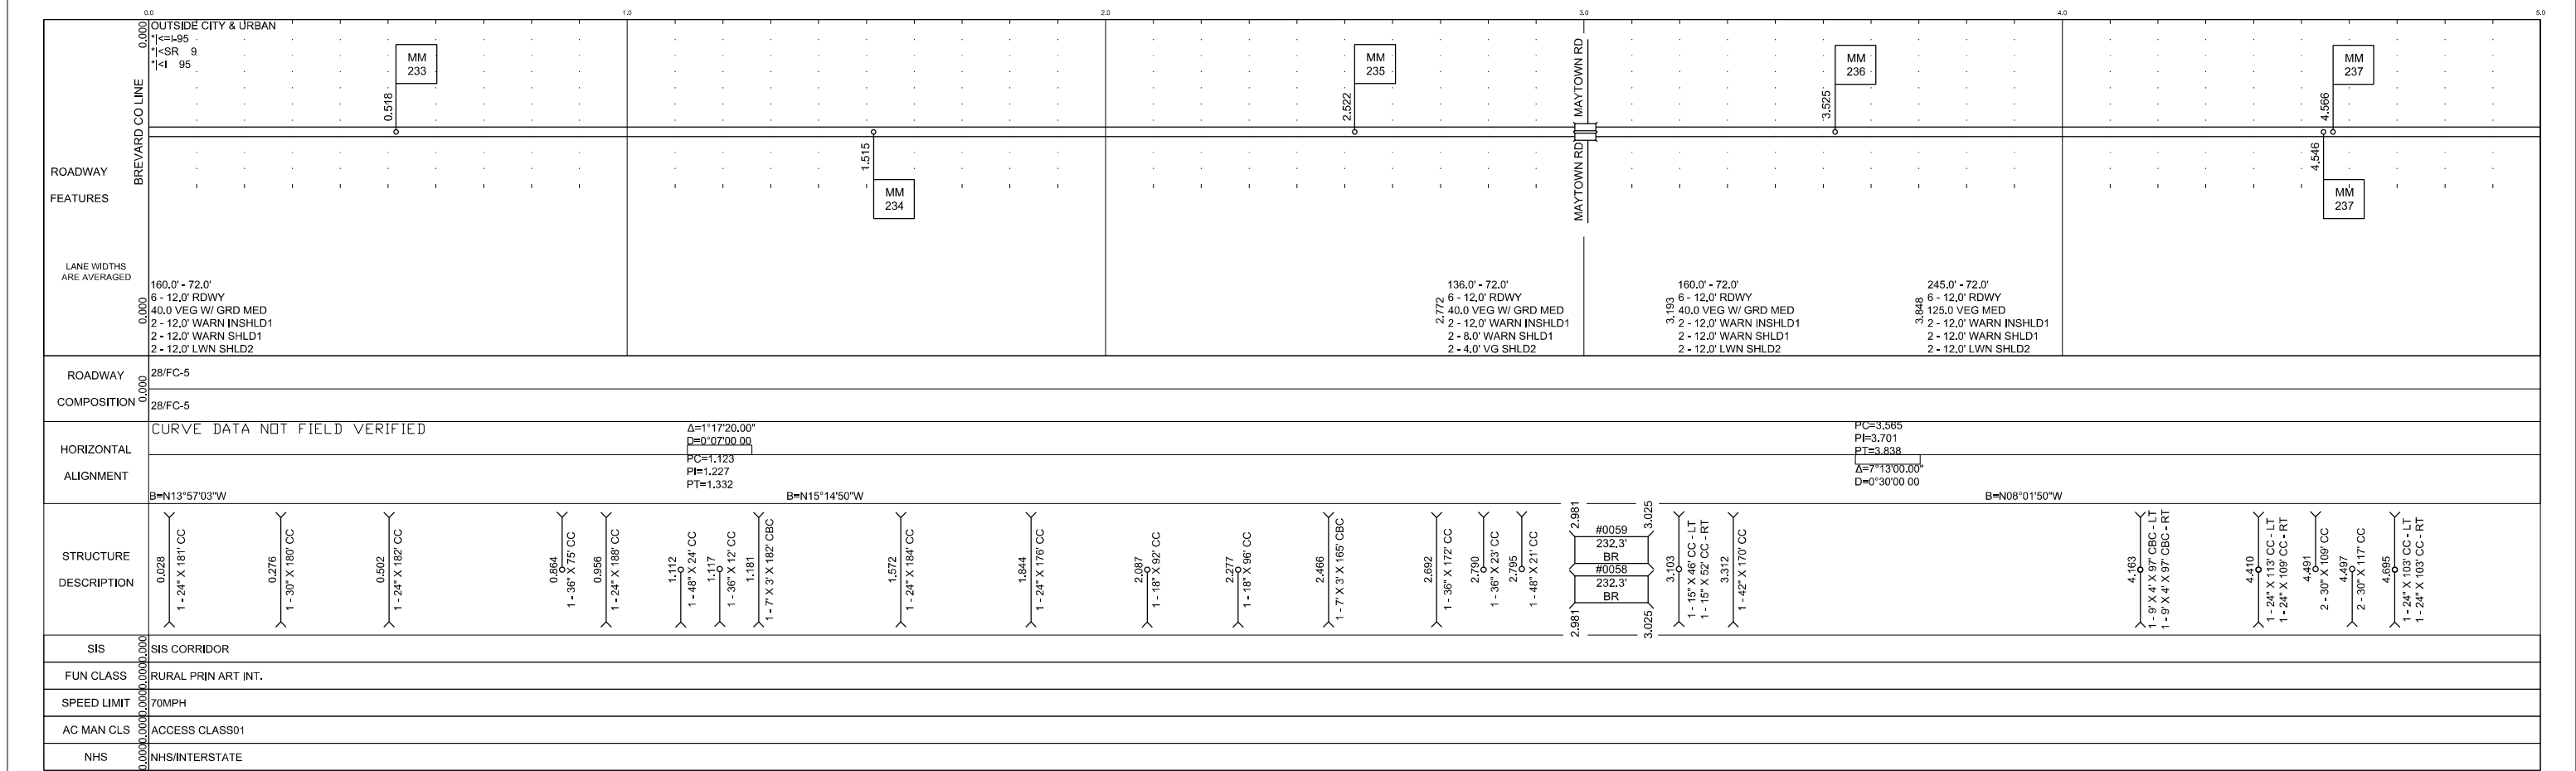 0.0
1.0
2.0
3.0
4.0
5.0
0.000
OUTSIDE CITY & URBAN
*|<=I-95
*|<SR 9
*|<I 95
BREVARD CO LINE
ROADWAY
FEATURES
0.518
MM
233
1.515
MM
234
2.522
MM
235
MAYTOWN RD
MAYTOWN RD
3.525
MM
236
4.566
MM
237
4.546
MM
237
LANE WIDTHS
ARE AVERAGED
0.000
160.0' - 72.0'
6 - 12.0' RDWY
40.0 VEG W/ GRD MED
2 - 12.0' WARN INSHLD1
2 - 12.0' WARN SHLD1
2 - 12.0' LWN SHLD2
2.772
136.0' - 72.0'
6 - 12.0' RDWY
40.0 VEG W/ GRD MED
2 - 12.0' WARN INSHLD1
2 - 8.0' WARN SHLD1
2 - 4.0' VG SHLD2
3.193
160.0' - 72.0'
6 - 12.0' RDWY
40.0 VEG W/ GRD MED
2 - 12.0' WARN INSHLD1
2 - 12.0' WARN SHLD1
2 - 12.0' LWN SHLD2
3.848
245.0' - 72.0'
6 - 12.0' RDWY
125.0 VEG MED
2 - 12.0' WARN INSHLD1
2 - 12.0' WARN SHLD1
2 - 12.0' LWN SHLD2
ROADWAY
COMPOSITION
0.000
28/FC-5
28/FC-5
HORIZONTAL
ALIGNMENT
CURVE DATA NOT FIELD VERIFIED
Δ=1°17'20.00"
D=0°07'00 00
PC=1.123
PI=1.227
PT=1.332
PC=3.565
PI=3.701
PT=3.838
Δ=7°13'00.00"
D=0°30'00 00
B=N13°57'03"W
B=N15°14'50"W
B=N08°01'50"W
STRUCTURE
DESCRIPTION
0.028
1 - 24" X 181' CC
0.276
1 - 30" X 180' CC
0.502
1 - 24" X 182' CC
0.864
1 - 36" X 75' CC
0.956
1 - 24" X 188' CC
1.112
1 - 48" X 24' CC
1.117
1 - 36" X 12' CC
1.181
1 - 7' X 3' X 182' CBC
1.572
1 - 24" X 184' CC
1.844
1 - 24" X 176' CC
2.087
1 - 18" X 92' CC
2.277
1 - 18" X 96' CC
2.466
1 - 7' X 3' X 165' CBC
2.692
1 - 36" X 172' CC
2.790
1 - 36" X 23' CC
2.795
1 - 48" X 21' CC
2.981
3.025
#0059
232.3'
BR
#0058
232.3'
BR
2.981
3.025
3.103
1 - 15" X 46' CC - LT
1 - 15" X 52' CC - RT
3.312
1 - 42" X 170' CC
4.163
1 - 9' X 4' X 97' CBC - LT
1 - 9' X 4' X 97' CBC - RT
4.410
1 - 24" X 113' CC - LT
1 - 24" X 109' CC - RT
4.491
2 - 30" X 109' CC
4.497
2 - 30" X 117' CC
4.695
1 - 24" X 103' CC - LT
1 - 24" X 103' CC - RT
SIS
0.000
SIS CORRIDOR
FUN CLASS
0.000
RURAL PRIN ART INT.
SPEED LIMIT
0.000
70MPH
AC MAN CLS
0.000
ACCESS CLASS01
NHS
0.000
NHS/INTERSTATE